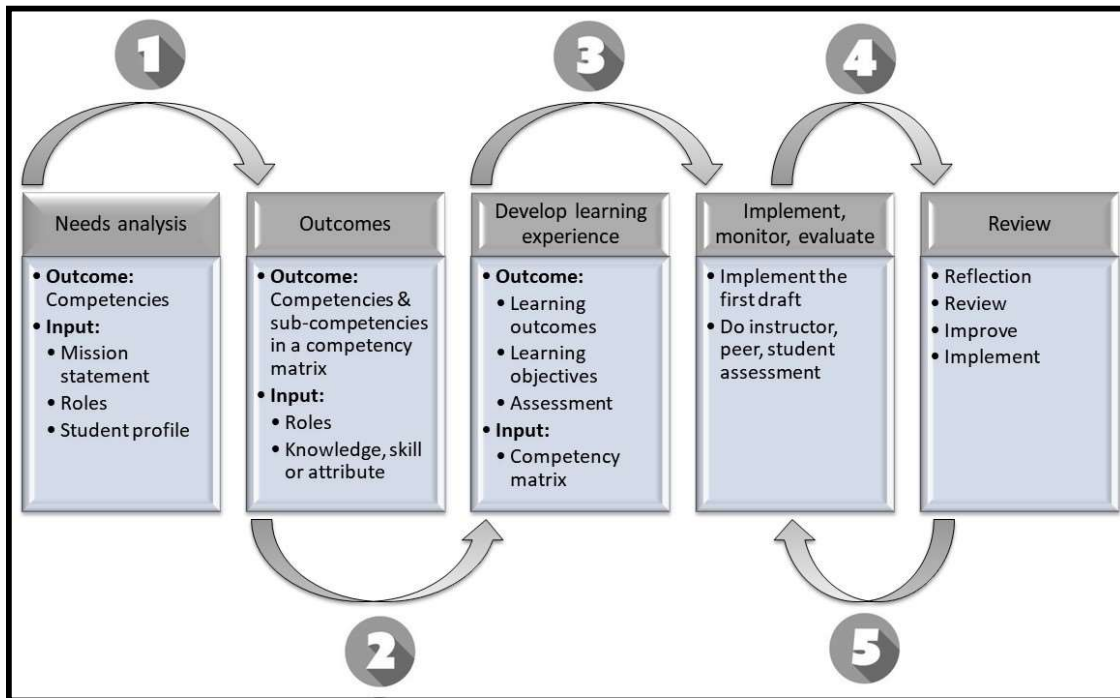 1
3
4
Needs analysis
• Outcome:
Competencies
• Input:
• Mission
statement
• Roles
• Student profile
Outcomes
• Outcome:
Competencies &
sub-competencies
in a competency
matrix
• Input:
• Roles
• Knowledge, skill
or attribute
Develop learning
experience
• Outcome:
• Learning
outcomes
• Learning
objectives
• Assessment
• Input:
• Competency
matrix
Implement,
monitor, evaluate
• Implement the
first draft
• Do instructor,
peer, student
assessment
Review
• Reflection
• Review
• Improve
• Implement
2
5